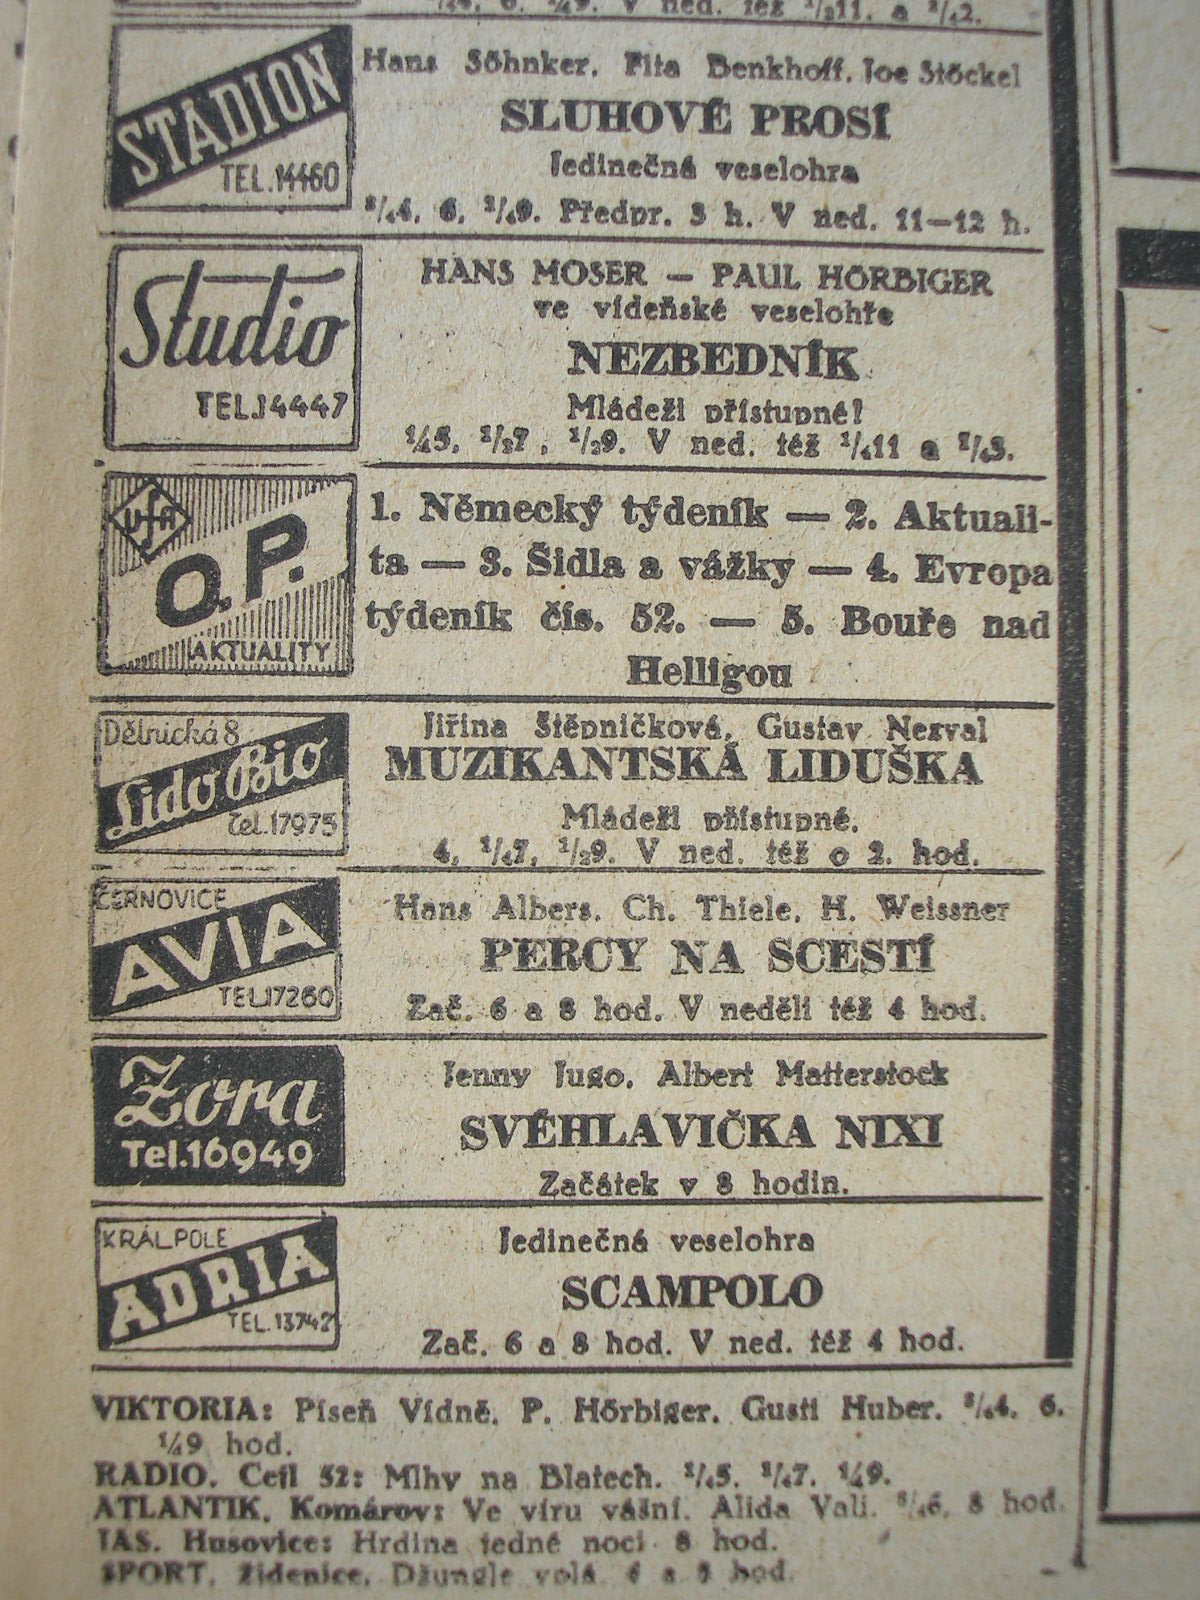 V ned. též ½11. a
STADION
TEL.14460
Hans Söhnker, Fita Benkhoff, Joe Stöckel
SLUHOVÉ PROSÍ
Jedinečná veselohra
¾4, 6, ¼9. Předpr. 3 h. V ned. 11—12 h.
Studio
TEL.14447
HANS MOSER — PAUL HÖRBIGER
ve vídeňské veselohře
NEZBEDNÍK
Mládeži přístupné!
¼5, ½7, ½9. V ned. též ¼11 a
UfA
O.P.
AKTUALITY
1. Německý týdeník — 2. Aktuali-
ta — 3. Šidla a vážky — 4. Evropa
týdeník čís. 52. — 5. Bouře nad
Helligou
Dělnická 8
Lido Bio
Tel.17975
Jiřina Štěpničková, Gustav Nezval
MUZIKANTSKÁ LIDUŠKA
Mládeži přístupné.
4, ¼7, ½9. V ned. též o 2. hod.
ČERNOVICE
AVIA
TEL.17260
Hans Albers, Ch. Thiele, H. Weissner
PERCY NA SCESTÍ
Zač. 6 a 8 hod. V neděli též 4 hod.
Zora
Tel.16949
Jenny Jugo, Albert Matterstock
SVÉHLAVIČKA NIXI
Začátek v 8 hodin.
KRÁL.POLE
ADRIA
TEL.13742
Jedinečná veselohra
SCAMPOLO
Zač. 6 a 8 hod. V ned. též 4 hod.
VIKTORIA: Píseň Vídně. P. Hörbiger, Gusti Huber. ¾4, 6,
¼9 hod.
RADIO, Cejl 52: Mlhy na Blatech. ¼9.
ATLANTIK, Komárov: Ve víru vášní. Alida Vali. 8 hod.
JAS, Husovice: Hrdina jedné noci 8 hod.
SPORT, Židenice, Džungle volá 6 a 8 hod.